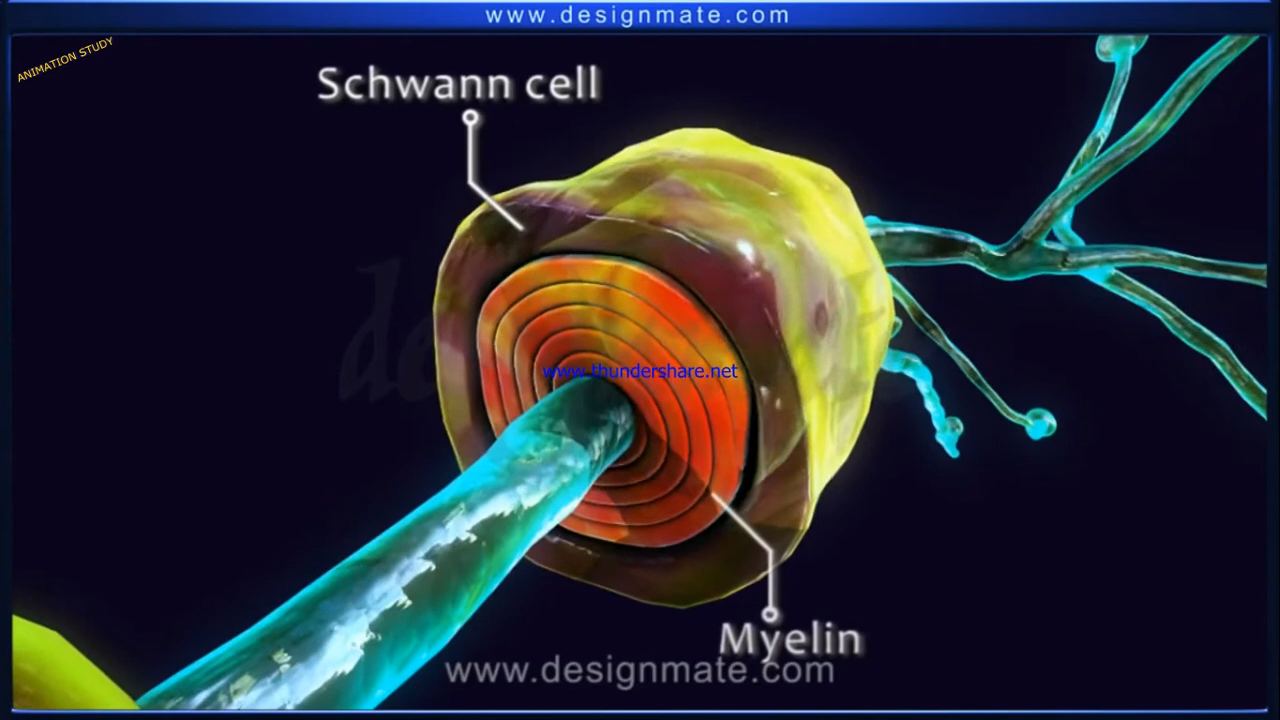 www.designmate.com
ANIMATION STUDY
Schwann cell
www.thundershare.net
Myelin
www.designmate.com